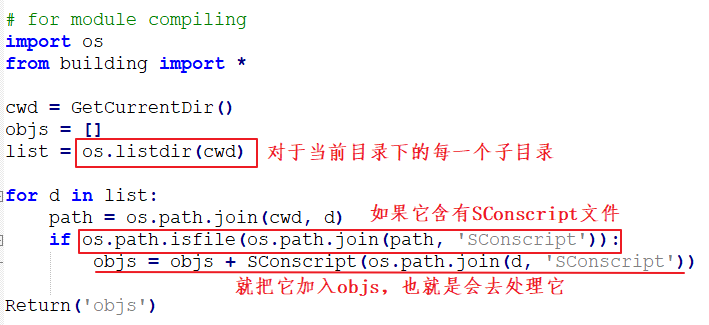 # for module compiling
import os
from building import *
cwd = GetCurrentDir()
objs = []
list = os.listdir(cwd) 对于当前目录下的每一个子目录
for d in list:
    path = os.path.join(cwd, d) 如果它含有SConscript文件
    if os.path.isfile(os.path.join(path, 'SConscript')):
        objs = objs + SConscript(os.path.join(d, 'SConscript'))
就把它加入objs，也就是会去处理它
Return('objs')